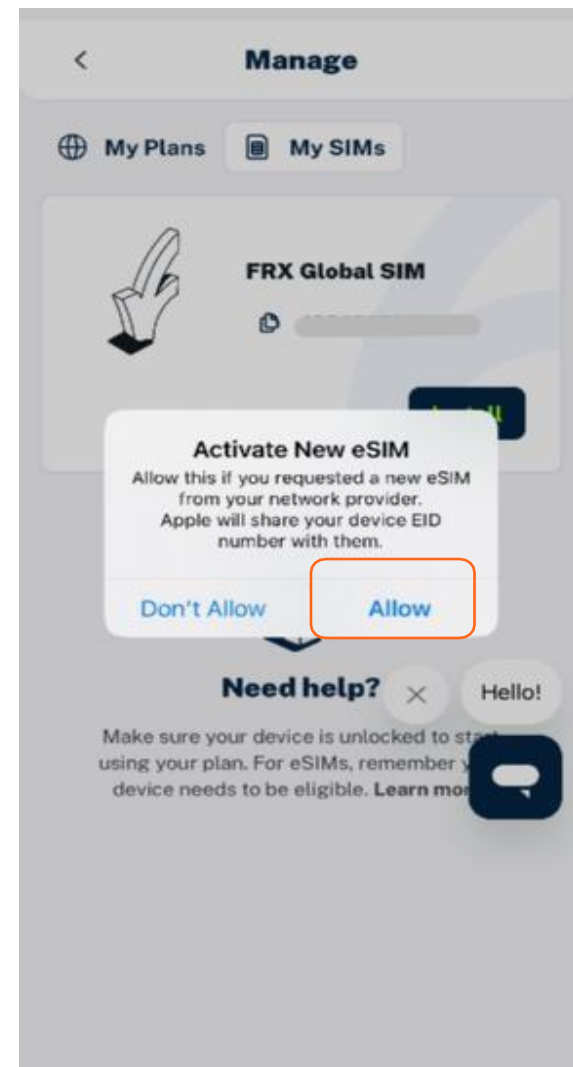 Manage
My Plans
My SIMs
FRX Global SIM
Activate New eSIM
Allow this if you requested a new eSIM
from your network provider.
Apple will share your device EID
number with them.
Don't Allow
Allow
Need help?
Hello!
Make sure your device is unlocked to
using your plan. For eSIMs, remember
device needs to be eligible. Learn